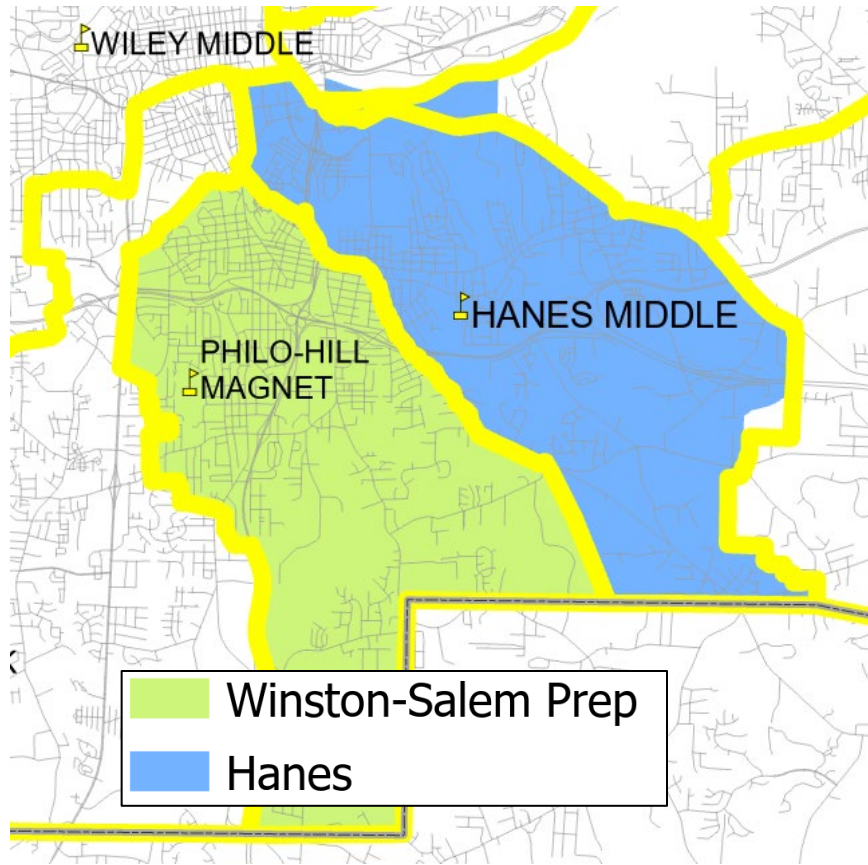 WILEY MIDDLE
HANES MIDDLE
PHILO-HILL
MAGNET
Winston-Salem Prep
Hanes